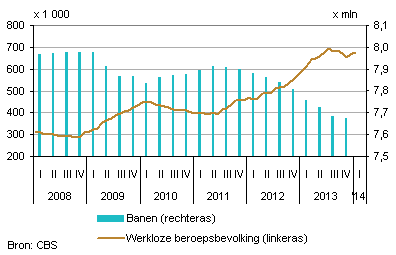 x 1 000 x mln
800 8,1
700 8,0
600 7,9
500 7,8
400 7,7
300 7,6
200 7,5
I II III IV I II III IV I II III IV I II III IV I II III IV I II III IV I
2008 2009 2010 2011 2012 2013 '14
Banen (rechteras)
Werkloze beroepsbevolking (linkeras)
Bron: CBS